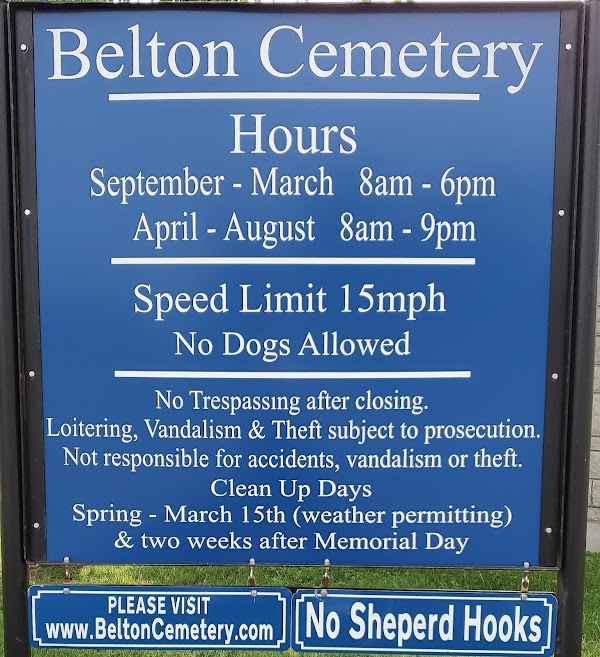 Belton Cemetery
Hours
September - March 8am - 6pm
April - August 8am - 9pm
Speed Limit 15mph
No Dogs Allowed
No Trespassing after closing.
Loitering, Vandalism & Theft subject to prosecution.
Not responsible for accidents, vandalism or theft.
Clean Up Days
Spring - March 15th (weather permitting)
& two weeks after Memorial Day
PLEASE VISIT
www.BeltonCemetery.com
No Sheperd Hooks